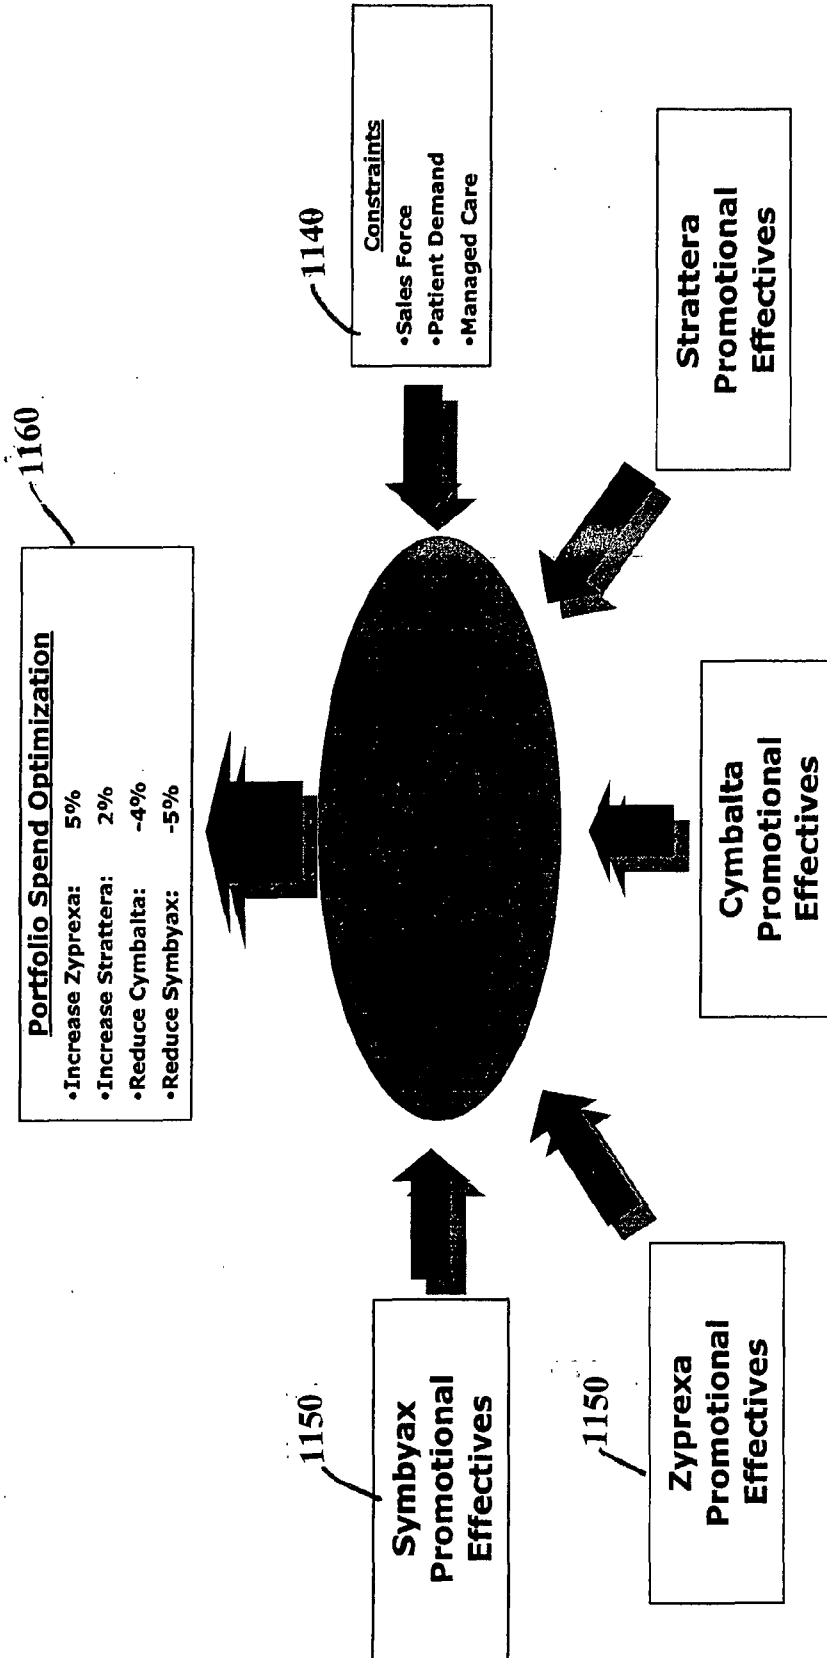 1160
Portfolio Spend Optimization
•Increase Zyprexa: 5%
•Increase Strattera: 2%
•Reduce Cymbalta: -4%
•Reduce Symbyax: -5%
1140
Constraints
•Sales Force
•Patient Demand
•Managed Care
1150
Symbyax
Promotional
Effectives
1150
Zyprexa
Promotional
Effectives
Cymbalta
Promotional
Effectives
Strattera
Promotional
Effectives